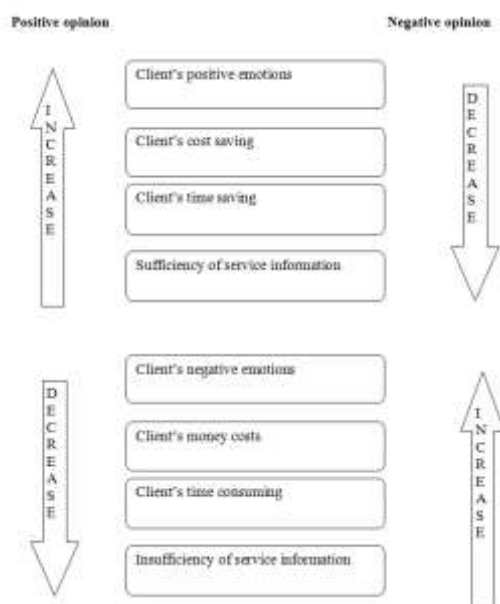 Positive opinion
Negative opinion
INCREASE
Client's positive emotions
Client's cost saving
Client's time saving
Sufficiency of service information
DECREASE
DECREASE
Client's negative emotions
Client's money costs
Client's time consuming
Insufficiency of service information
INCREASE